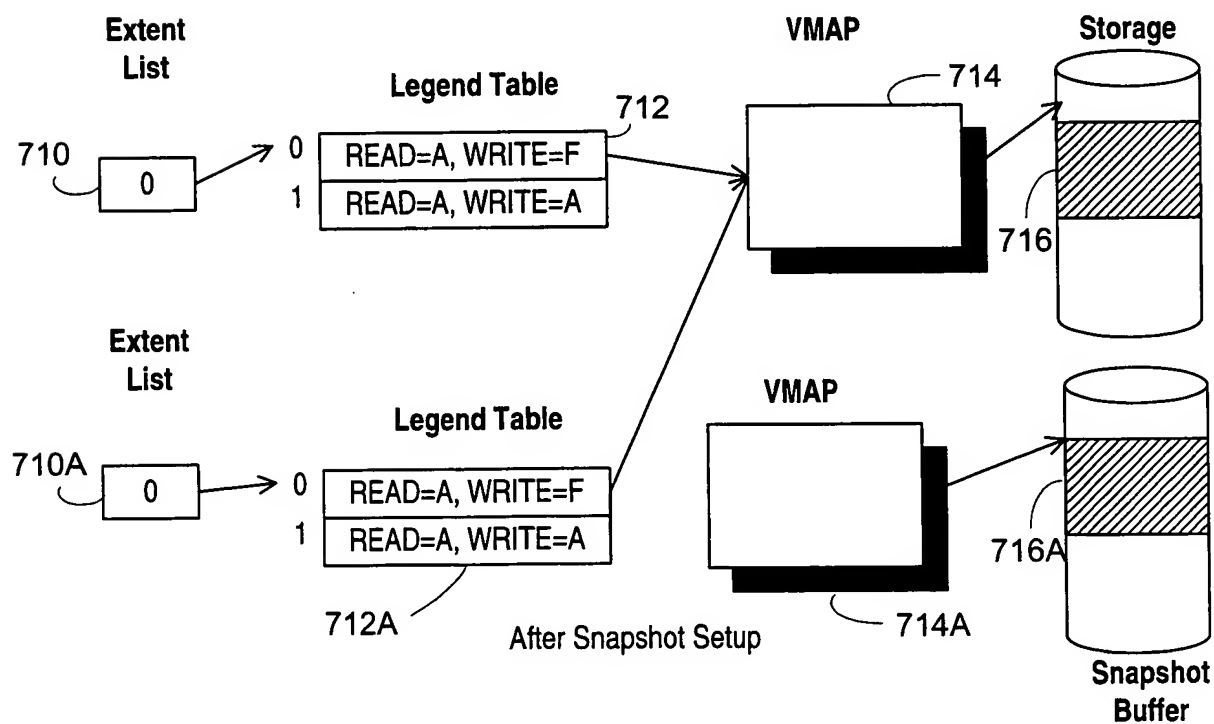 Extent
List
VMAP
Storage
Legend Table
714
712
710
0
0
READ=A, WRITE=F
1
READ=A, WRITE=A
716
Extent
List
VMAP
Legend Table
710A
0
0
READ=A, WRITE=F
1
READ=A, WRITE=A
716A
712A
After Snapshot Setup
714A
Snapshot
Buffer